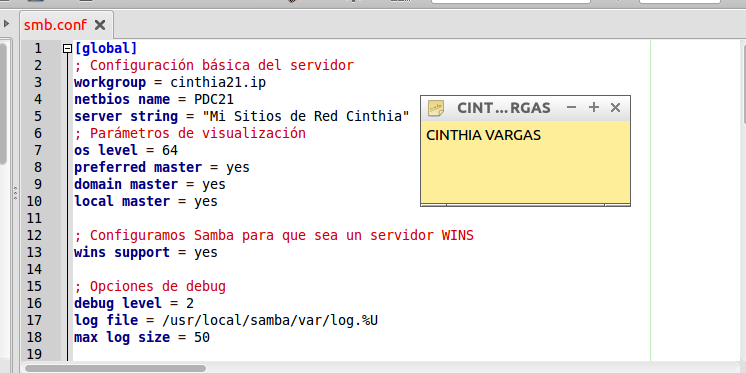 smb.conf
1 [global]
2 ; Configuración básica del servidor
3 workgroup = cinthia21.ip
4 netbios name = PDC21
5 server string = "Mi Sitios de Red Cinthia"
6 ; Parámetros de visualización
7 os level = 64
8 preferred master = yes
9 domain master = yes
10 local master = yes
11
12 ; Configuramos Samba para que sea un servidor WINS
13 wins support = yes
14
15 ; Opciones de debug
16 debug level = 2
17 log file = /usr/local/samba/var/log.%U
18 max log size = 50
19
CINT...RGAS
CINTHIA VARGAS